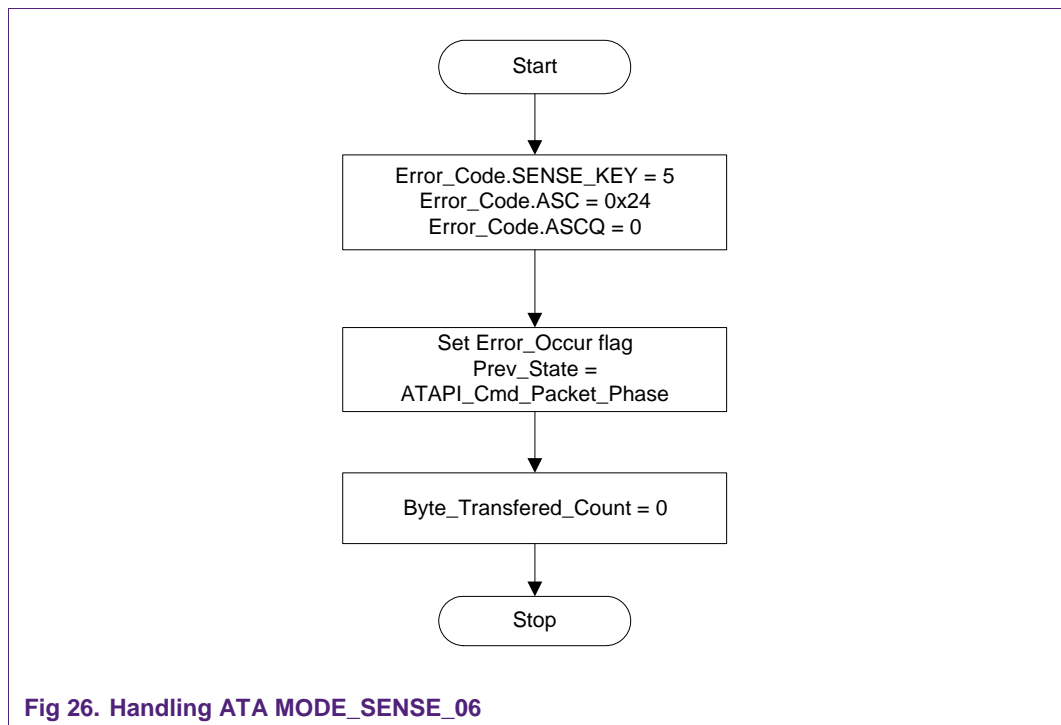 Start
Error_Code.SENSE_KEY = 5
Error_Code.ASC = 0x24
Error_Code.ASCQ = 0
Set Error_Occur flag
Prev_State =
ATAPI_Cmd_Packet_Phase
Byte_Transfered_Count = 0
Stop
Fig 26. Handling ATA MODE_SENSE_06